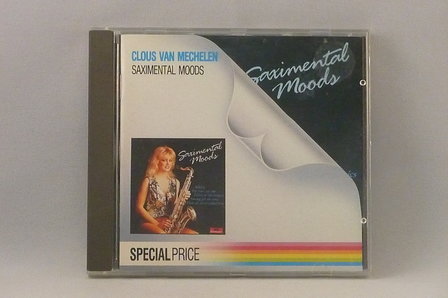 CLOUS VAN MECHELEN
SAXIMENTAL MOODS
Saximental
Moods
Saximental
Moods
SPECIAL PRICE